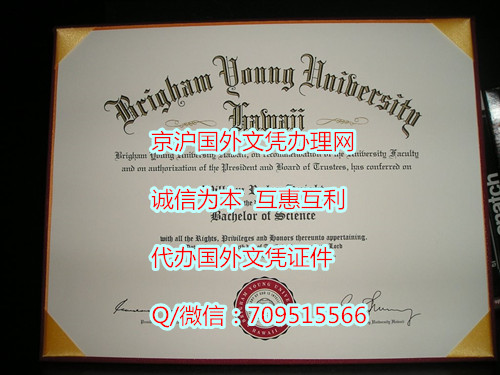 Brigham Young University
Hawaii
京沪国外文凭办理网
Brigham Young University Hawaii, on recommendation of the University Faculty
and on authorization of the President and Board of Trustees, has conferred on
诚信为本 互惠互利
the
Bachelor of Science
with all the Rights, Privileges and Honors thereunto appertaining.
代办国外文凭证件
Q/微信：709515566
HAWAII